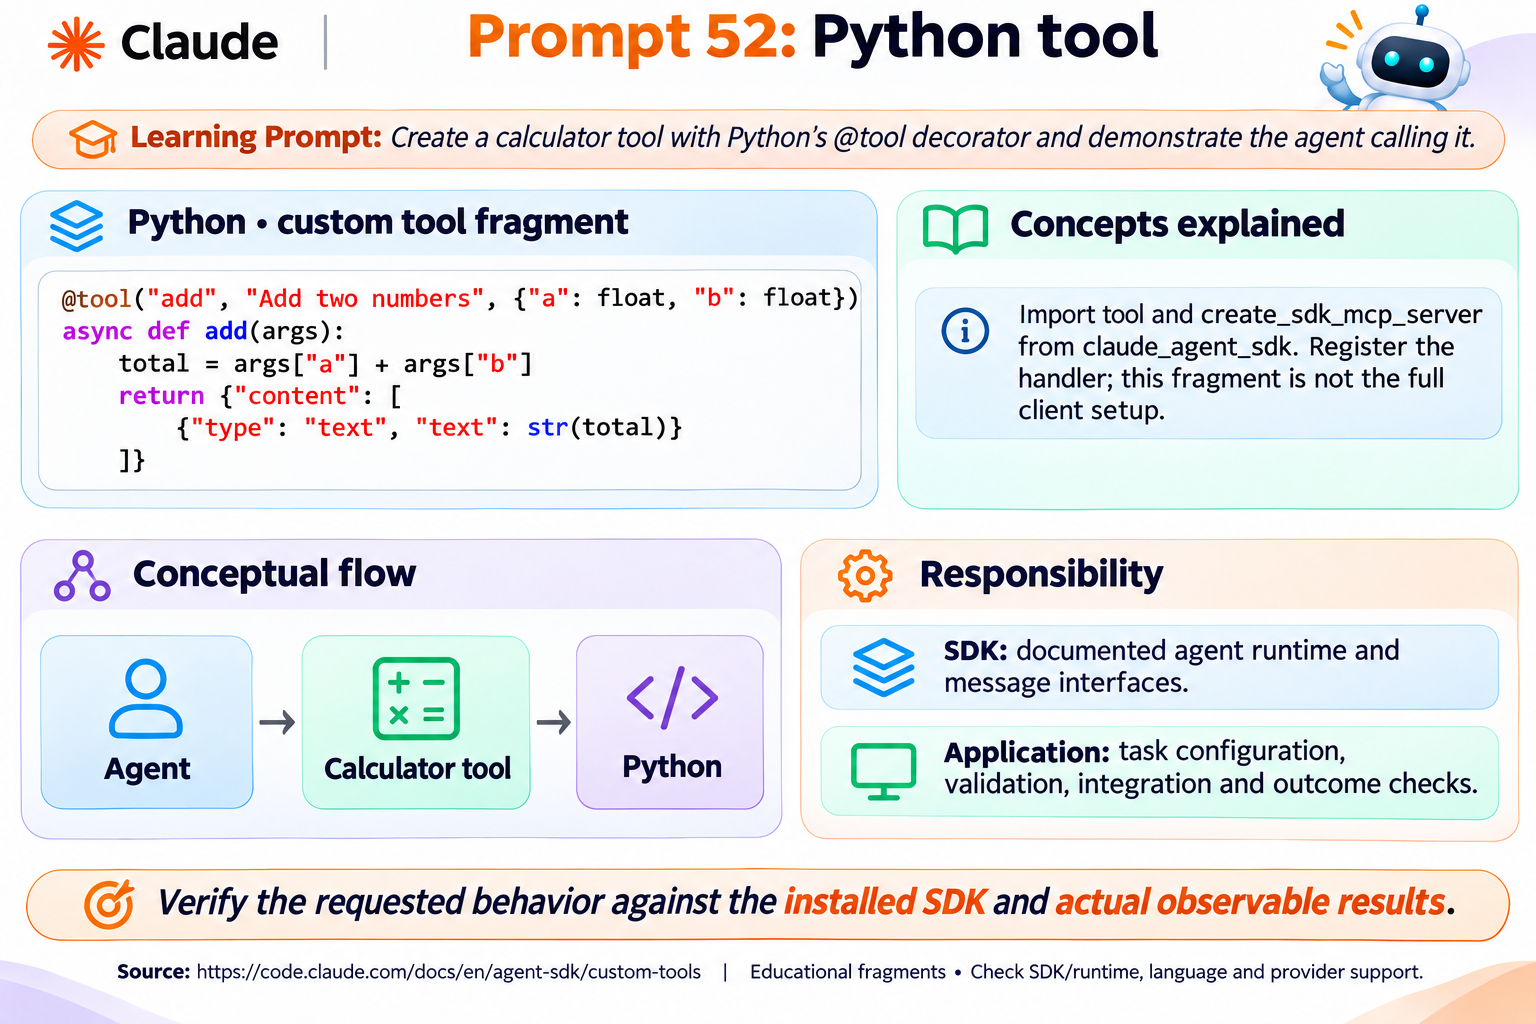 Claude
Prompt 52: Python tool
Learning Prompt: Create a calculator tool with Python's @tool decorator and demonstrate the agent calling it.
Python • custom tool fragment
@tool("add", "Add two numbers", {"a": float, "b": float})
async def add(args):
    total = args["a"] + args["b"]
    return {"content": [
        {"type": "text", "text": str(total)}
    ]}
Concepts explained
Import tool and create_sdk_mcp_server
from claude_agent_sdk. Register the
handler; this fragment is not the full
client setup.
Conceptual flow
Agent
Calculator tool
Python
Responsibility
SDK: documented agent runtime and
message interfaces.
Application: task configuration,
validation, integration and outcome checks.
Verify the requested behavior against the installed SDK and actual observable results.
Source: https://code.claude.com/docs/en/agent-sdk/custom-tools | Educational fragments • Check SDK/runtime, language and provider support.